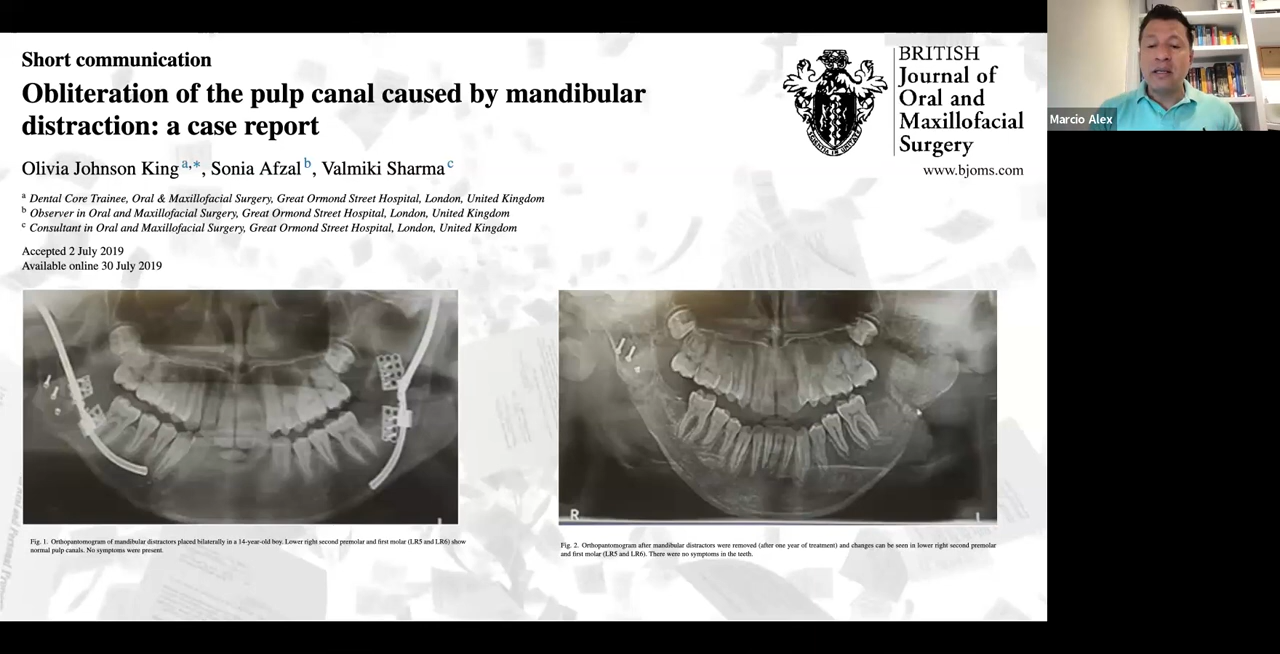 Short communication
Obliteration of the pulp canal caused by mandibular
distraction: a case report
Olivia Johnson King a,*, Sonia Afzal b, Valmiki Sharma c
a Dental Core Trainee, Oral & Maxillofacial Surgery, Great Ormond Street Hospital, London, United Kingdom
b Observer in Oral and Maxillofacial Surgery, Great Ormond Street Hospital, London, United Kingdom
c Consultant in Oral and Maxillofacial Surgery, Great Ormond Street Hospital, London, United Kingdom
Accepted 2 July 2019
Available online 30 July 2019
BRITISH
Journal of
Oral and
Maxillofacial
Surgery
www.bjoms.com
Marcio Alex
L
R
L
Fig. 1. Orthopantomogram of mandibular distractors placed bilaterally in a 14-year-old boy. Lower right second premolar and first molar (LR5 and LR6) show
normal pulp canals. No symptoms were present.
Fig. 2. Orthopantomogram after mandibular distractors were removed (after one year of treatment) and changes can be seen in lower right second premolar
and first molar (LR5 and LR6). There were no symptoms in the teeth.